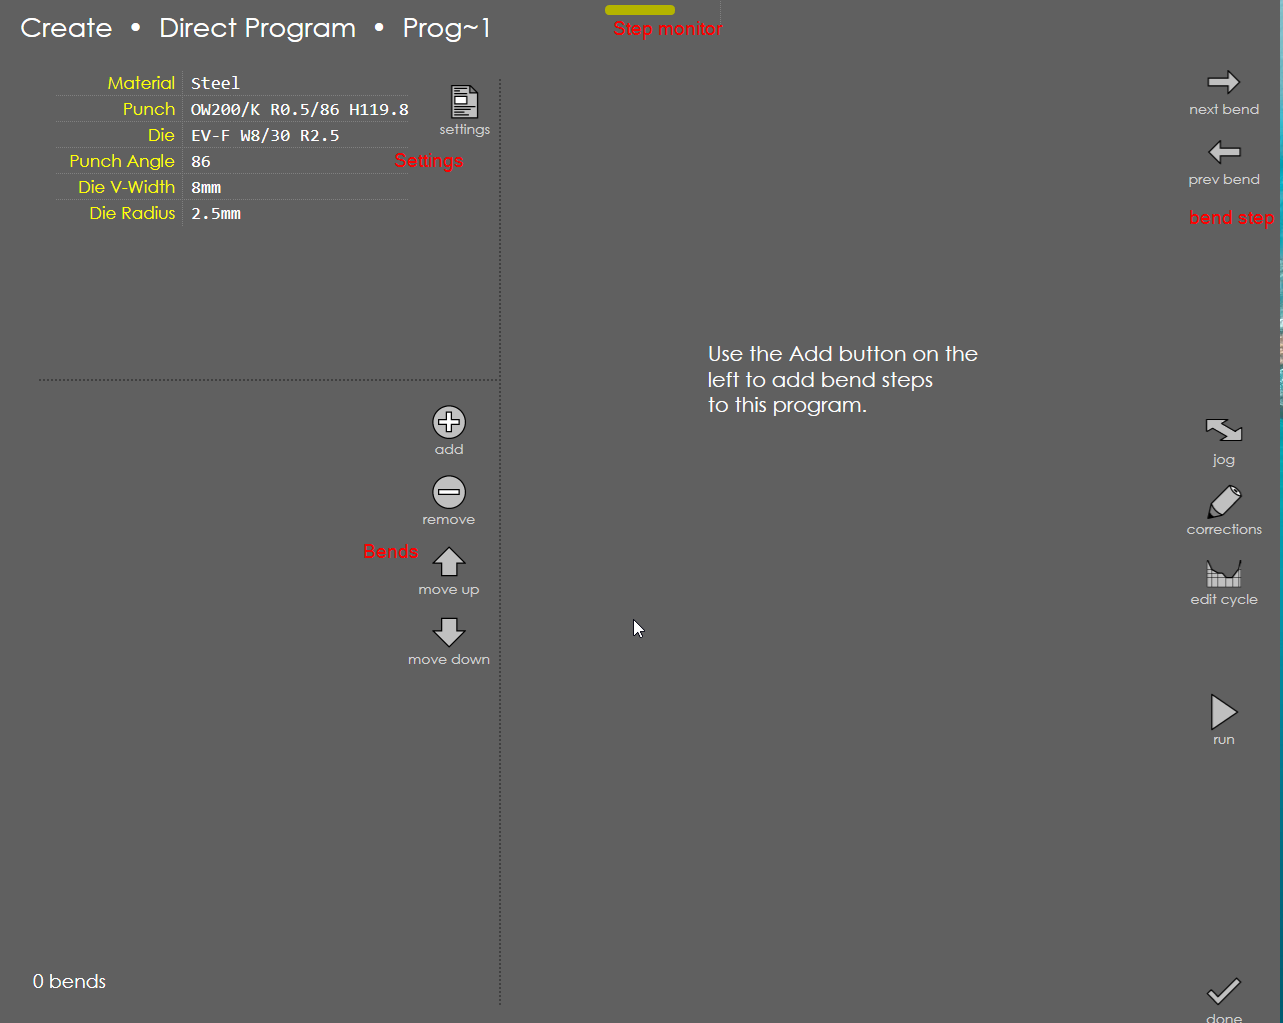 Create • Direct Program • Prog~1
Step monitor
Material Steel
Punch OW200/K R0.5/86 H119.8
Die EV-F W8/30 R2.5
Punch Angle 86
Die V-Width 8mm
Die Radius 2.5mm
settings
Settings
next bend
prev bend
bend step
Use the Add button on the
left to add bend steps
to this program.
add
remove
Bends
move up
move down
jog
corrections
edit cycle
run
0 bends
done